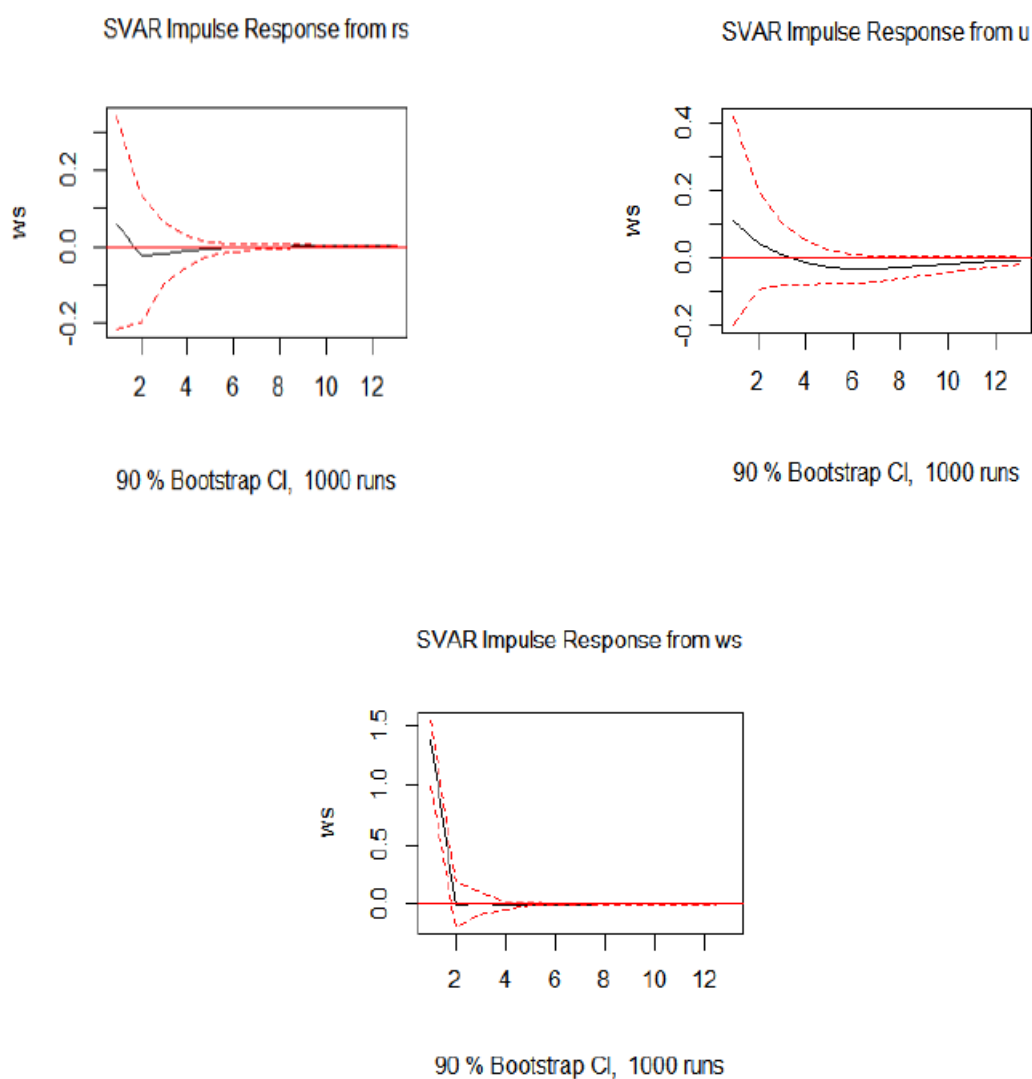 SVAR Impulse Response from rs
SVAR Impulse Response from u
ws
0.2
0.0
-0.2
2 4 6 8 10 12
90 % Bootstrap CI, 1000 runs
ws
0.4
0.2
0.0
-0.2
2 4 6 8 10 12
90 % Bootstrap CI, 1000 runs
SVAR Impulse Response from ws
ws
1.5
1.0
0.5
0.0
2 4 6 8 10 12
90 % Bootstrap CI, 1000 runs